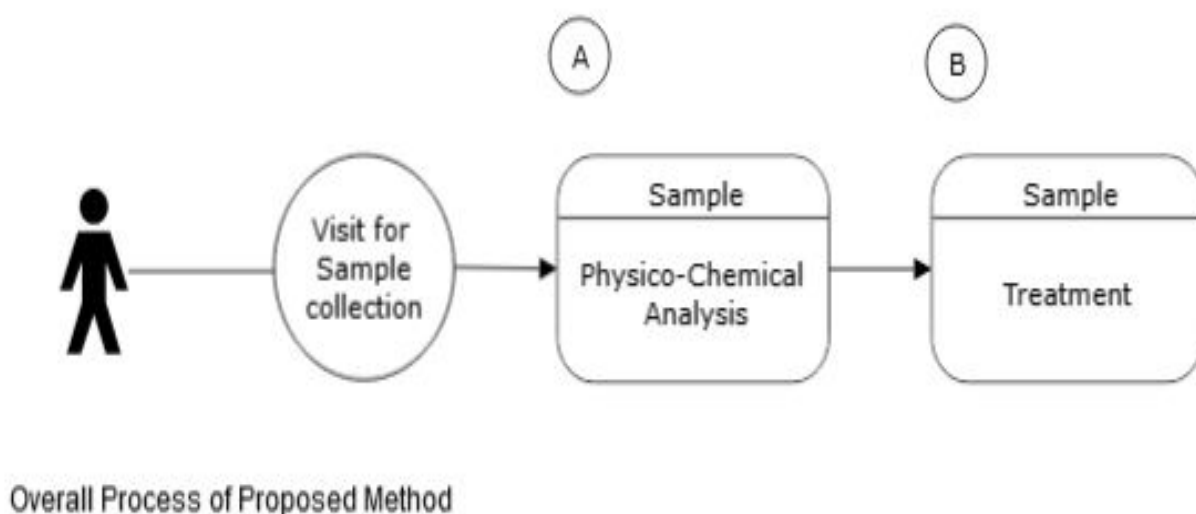 A
B
Visit for
Sample
collection
Sample
Physico-Chemical
Analysis
Sample
Treatment
Overall Process of Proposed Method